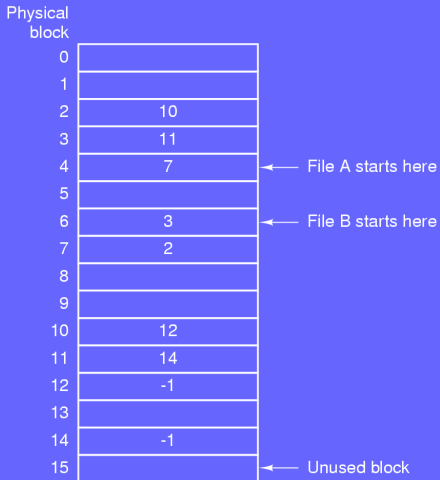 Physical
block
0
1
2 10
3 11
4 7 File A starts here
5
6 3 File B starts here
7 2
8
9
10 12
11 14
12 -1
13
14 -1
15 Unused block